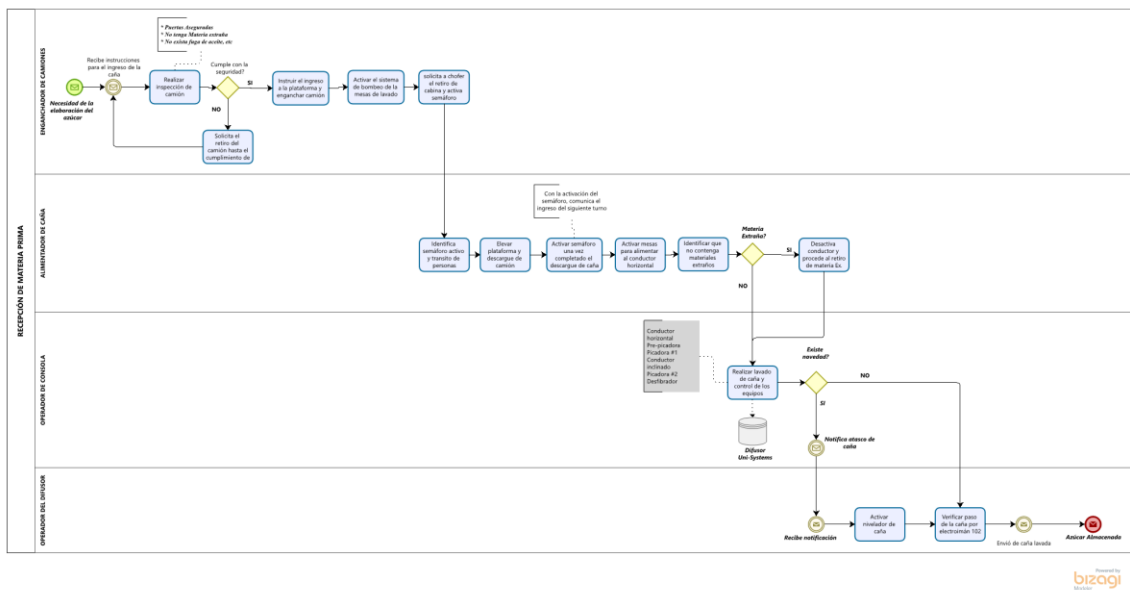 RECEPCIÓN DE MATERIA PRIMA
ENGANCHADOR DE CAMIONES
* Puertas Aseguradas
* No tenga Materia extraña
* No exista fuga de aceite, etc
Necesidad de la
elaboración del
azúcar
Recibe instrucciones
para el ingreso de la
caña
Realizar
inspección de
camión
Cumple con la
seguridad?
SI
NO
Solicita el
retiro del
camión hasta el
cumplimiento de
Instruir el ingreso
a la plataforma y
enganchar camión
Activar el sistema
de bombeo de la
mesas de lavado
solicita a chofer
el retiro de
cabina y activa
semáforo
ALIMENTADOR DE CAÑA
Con la activación del
semáforo, comunica el
ingreso del siguiente turno
Identifica
semáforo activo
y transito de
personas
Elevar
plataforma y
descargue de
camión
Activar semáforo
una vez
completado el
descargue de caña
Activar mesas
para alimentar
al conductor
horizontal
Identificar que no
contenga
materiales
extraños
Materia
Extraña?
SI
NO
Desactiva
conductor y
procede al retiro
de materia Ex.
OPERADOR DE CONSOLA
Conductor
horizontal
Pre-picadora
Picadora #1
Conductor
inclinado
Picadora #2
Desfibrador
Realizar lavado
de caña y
control de los
equipos
Difusor
Uni-Systems
Existe
novedad?
NO
SI
Notifica atasco de
caña
OPERADOR DEL DIFUSOR
Recibe notificación
Activar
nivelador de
caña
Verificar paso
de la caña por
electroimán 102
Envió de caña lavada
Azúcar Almacenada
Powered by
bizagi
Modeler